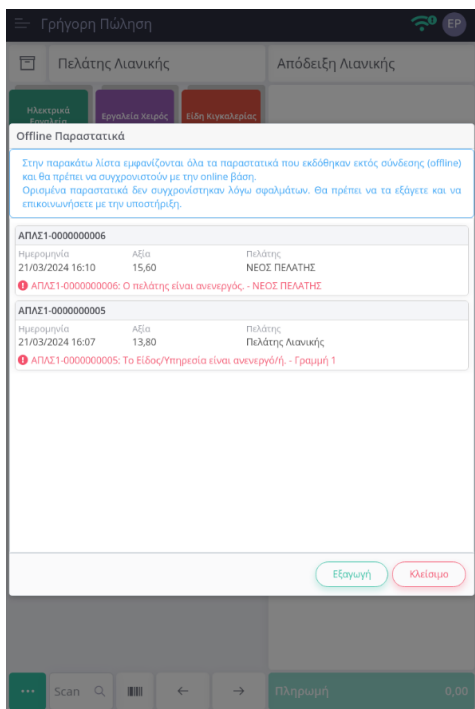 Γρήγορη Πώληση
EP
Πελάτης Λιανικής
Απόδειξη Λιανικής
Ηλεκτρικά
Εργαλεία
Εργαλεία Χειρός
Είδη Κιγκαλερίας
Offline Παραστατικά
Στην παρακάτω λίστα εμφανίζονται όλα τα παραστατικά που εκδόθηκαν εκτός σύνδεσης (offline)
και θα πρέπει να συγχρονιστούν με την online βάση.
Ορισμένα παραστατικά δεν συγχρονίστηκαν λόγω σφαλμάτων. Θα πρέπει να τα εξάγετε και να
επικοινωνήσετε με την υποστήριξη.
ΑΠΛΣ1-0000000006
Ημερομηνία Αξία Πελάτης
21/03/2024 16:10 15,60 ΝΕΟΣ ΠΕΛΑΤΗΣ
ΑΠΛΣ1-0000000006: Ο πελάτης είναι ανενεργός. - ΝΕΟΣ ΠΕΛΑΤΗΣ
ΑΠΛΣ1-0000000005
Ημερομηνία Αξία Πελάτης
21/03/2024 16:07 13,80 Πελάτης Λιανικής
ΑΠΛΣ1-0000000005: Το Είδος/Υπηρεσία είναι ανενεργό/ή. - Γραμμή 1
Εξαγωγή
Κλείσιμο
Scan
Πληρωμή 0,00